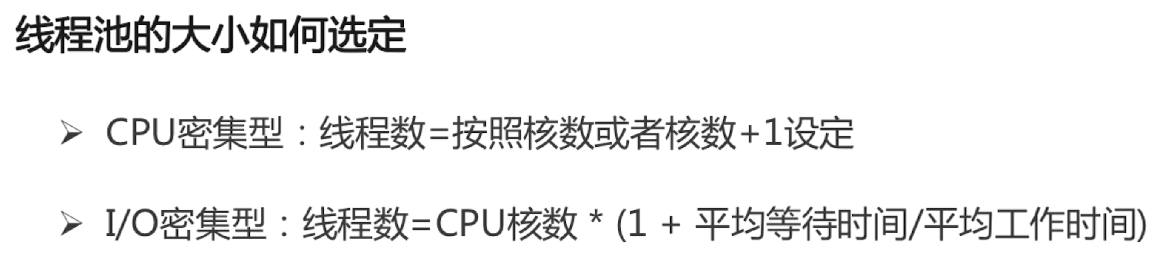 线程池的大小如何选定
➢ CPU密集型：线程数=按照核数或者核数+1设定
➢ I/O密集型：线程数=CPU核数 * (1 + 平均等待时间/平均工作时间)